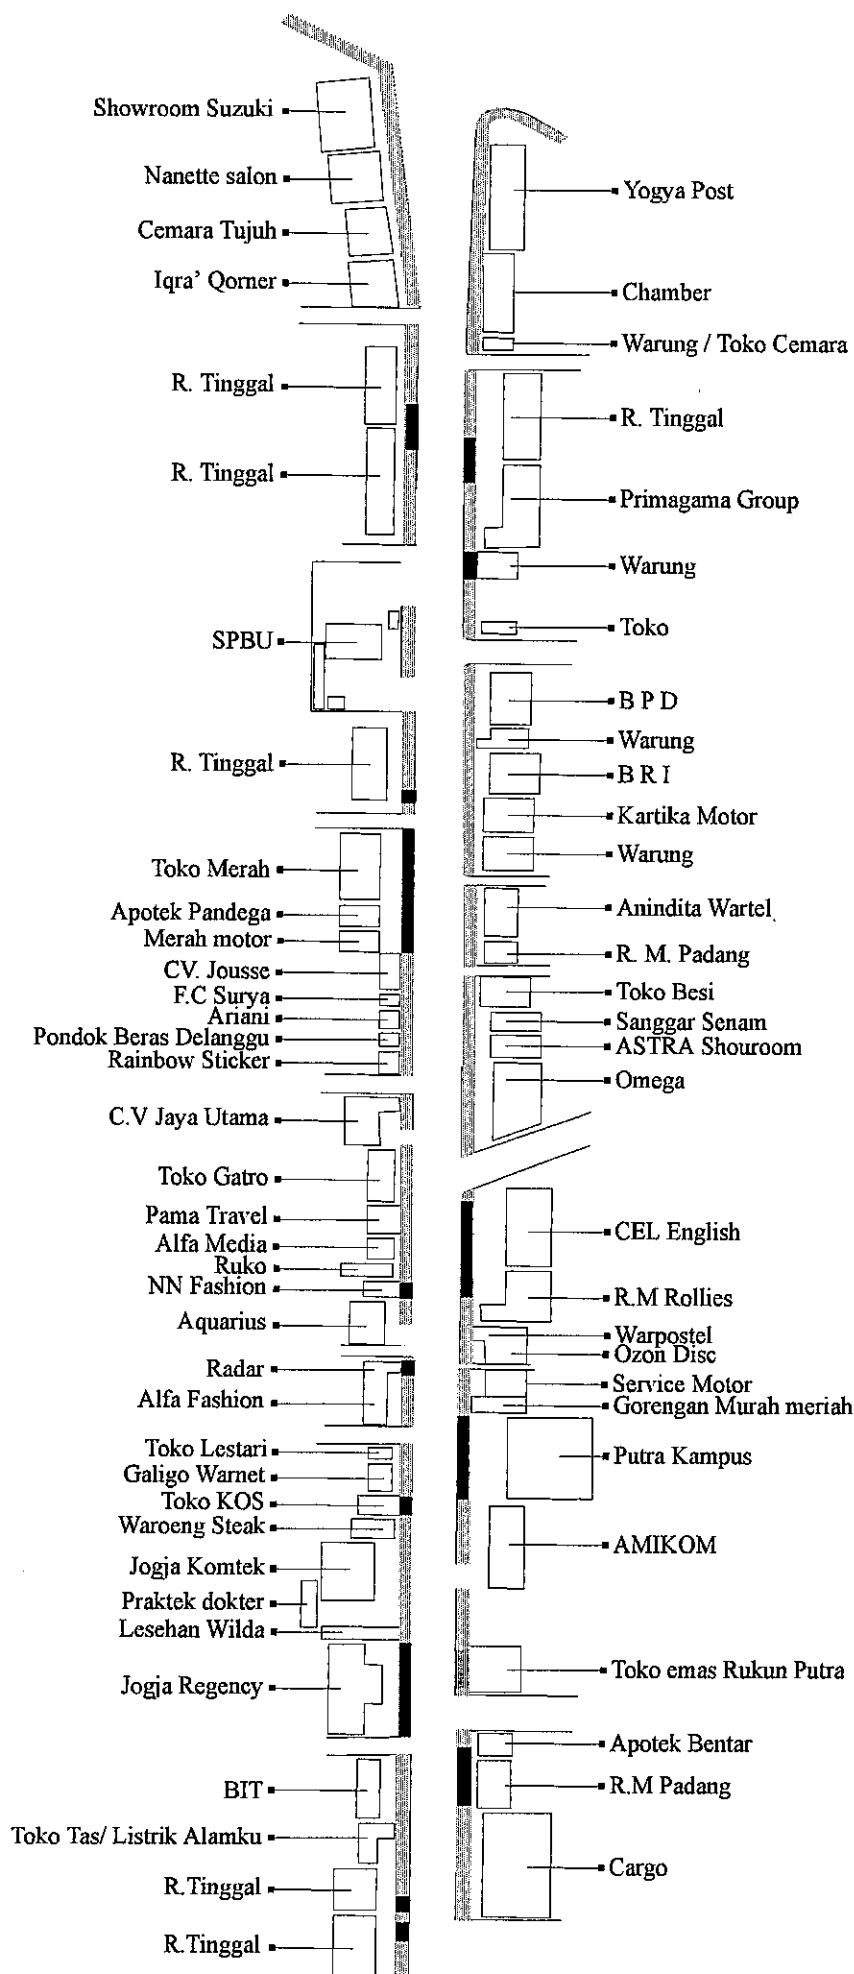 Showroom Suzuki
Nanette salon
Cemara Tujuh
Iqra' Qorner
R. Tinggal
R. Tinggal
SPBU
R. Tinggal
Toko Merah
Apotek Pandega
Merah motor
CV. Jousse
F.C Surya
Ariani
Pondok Beras Delanggu
Rainbow Sticker
C.V Jaya Utama
Toko Gatro
Pama Travel
Alfa Media
Ruko
NN Fashion
Aquarius
Radar
Alfa Fashion
Toko Lestari
Galigo Warnet
Toko KOS
Waroeng Steak
Jogja Komtek
Praktek dokter
Lesehan Wilda
Jogja Regency
BIT
Toko Tas/ Listrik Alamku
R.Tinggal
R.Tinggal
Yogya Post
Chamber
Warung / Toko Cemara
R. Tinggal
Primagama Group
Warung
Toko
B P D
Warung
B R I
Kartika Motor
Warung
Anindita Wartel
R. M. Padang
Toko Besi
Sanggar Senam
ASTRA Shouroom
Omega
CEL English
R.M Rollies
Warpostel
Ozon Disc
Service Motor
Gorengan Murah meriah
Putra Kampus
AMIKOM
Toko emas Rukun Putra
Apotek Bentar
R.M Padang
Cargo